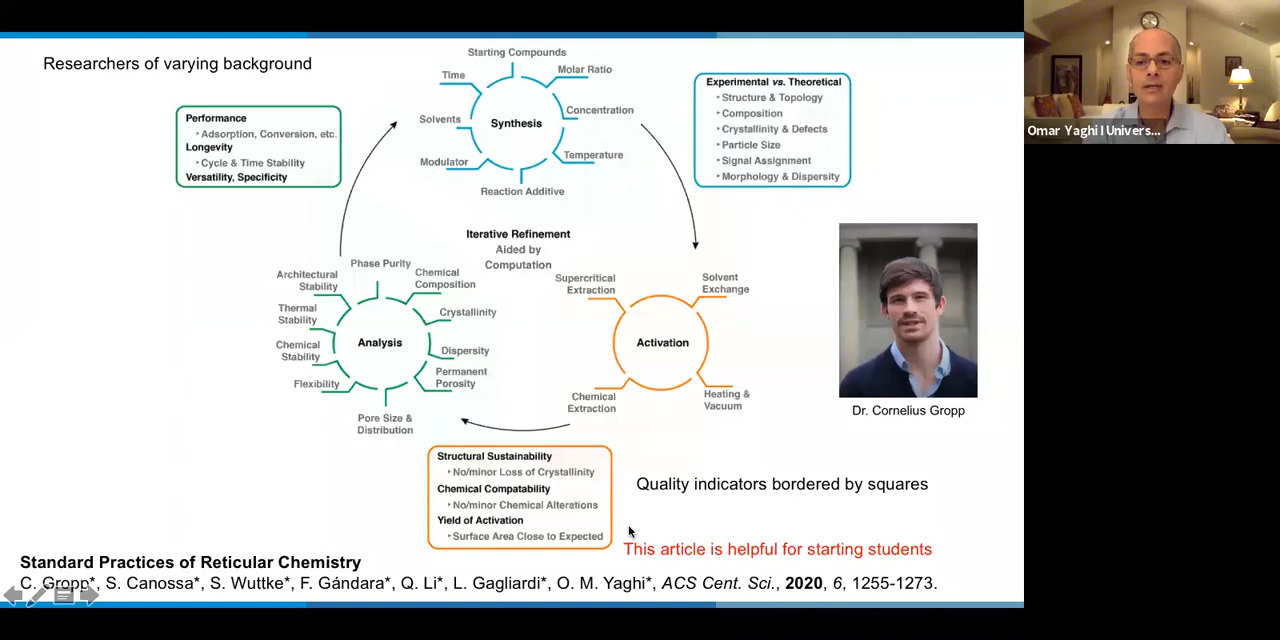 Researchers of varying background
Performance
• Adsorption, Conversion, etc.
Longevity
• Cycle & Time Stability
Versatility, Specificity
Starting Compounds
Time
Molar Ratio
Solvents
Concentration
Synthesis
Modulator
Temperature
Reaction Additive
Experimental vs. Theoretical
• Structure & Topology
• Composition
• Crystallinity & Defects
• Particle Size
• Signal Assignment
• Morphology & Dispersity
Omar Yaghi I Univers...
Iterative Refinement
Aided by
Computation
Phase Purity
Architectural
Stability
Chemical
Composition
Thermal
Stability
Crystallinity
Analysis
Chemical
Stability
Dispersity
Flexibility
Permanent
Porosity
Pore Size &
Distribution
Supercritical
Extraction
Solvent
Exchange
Activation
Chemical
Extraction
Heating &
Vacuum
Dr. Cornelius Gropp
Structural Sustainability
• No/minor Loss of Crystallinity
Chemical Compatability
• No/minor Chemical Alterations
Yield of Activation
• Surface Area Close to Expected
Quality indicators bordered by squares
This article is helpful for starting students
Standard Practices of Reticular Chemistry
C. Gropp*, S. Canossa*, S. Wuttke*, F. Gándara*, Q. Li*, L. Gagliardi*, O. M. Yaghi*, ACS Cent. Sci., 2020, 6, 1255-1273.